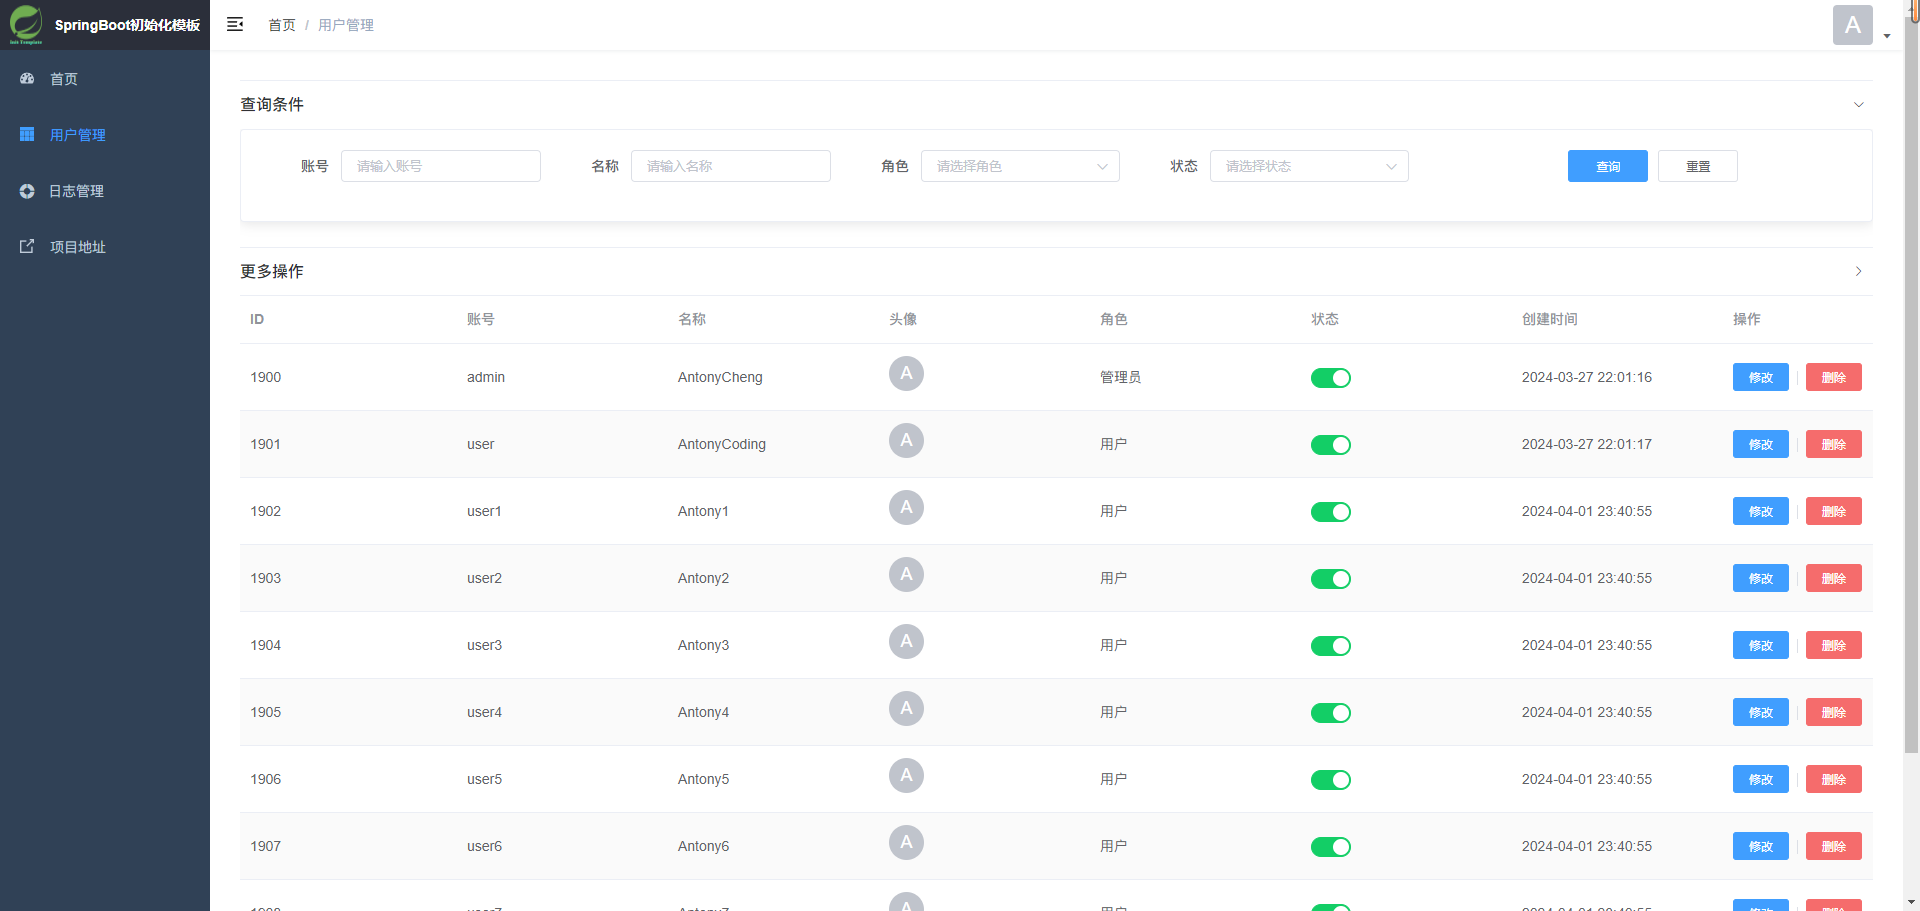 SpringBoot初始化模板
Init Template
首页 / 用户管理
A
首页
用户管理
日志管理
项目地址
查询条件
账号 请输入账号 名称 请输入名称 角色 请选择角色 状态 请选择状态 查询 重置
更多操作
ID 账号 名称 头像 角色 状态 创建时间 操作
1900 admin AntonyCheng A 管理员 2024-03-27 22:01:16 修改 删除
1901 user AntonyCoding A 用户 2024-03-27 22:01:17 修改 删除
1902 user1 Antony1 A 用户 2024-04-01 23:40:55 修改 删除
1903 user2 Antony2 A 用户 2024-04-01 23:40:55 修改 删除
1904 user3 Antony3 A 用户 2024-04-01 23:40:55 修改 删除
1905 user4 Antony4 A 用户 2024-04-01 23:40:55 修改 删除
1906 user5 Antony5 A 用户 2024-04-01 23:40:55 修改 删除
1907 user6 Antony6 A 用户 2024-04-01 23:40:55 修改 删除